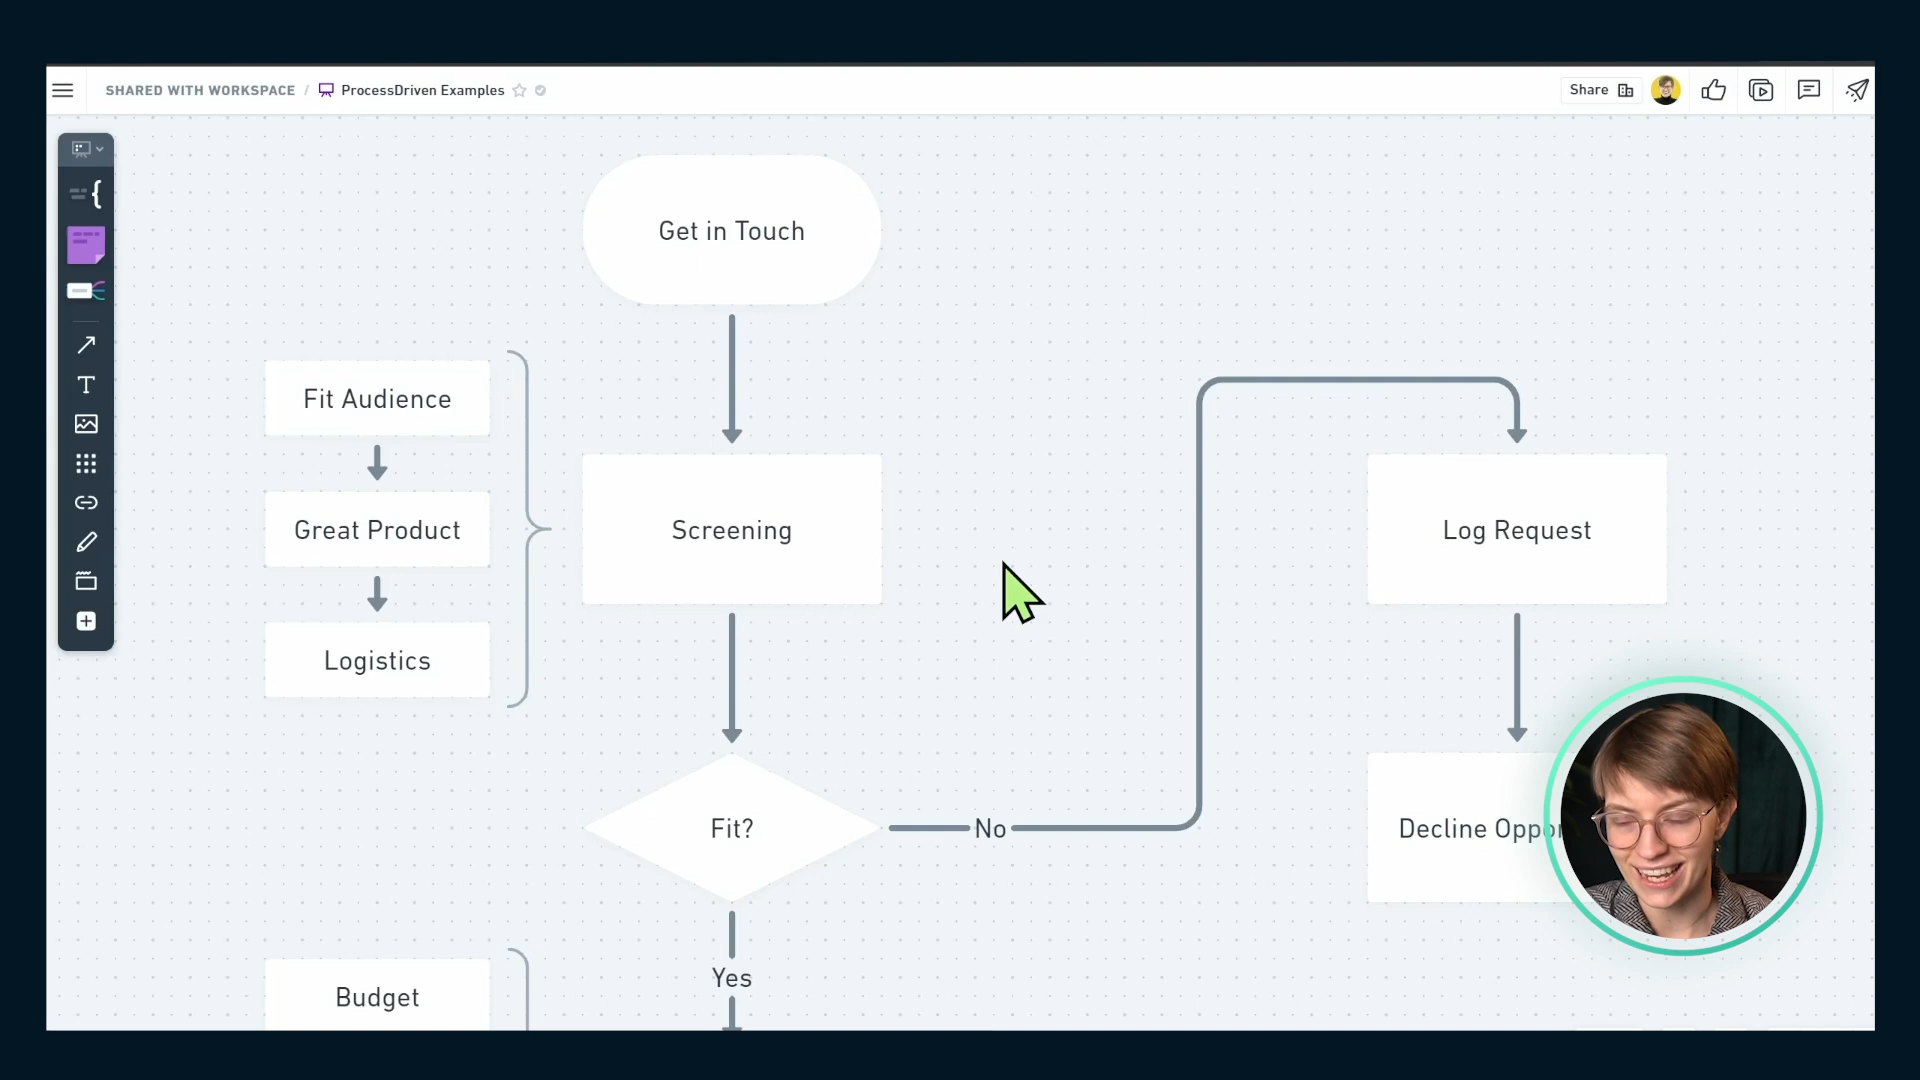 SHARED WITH WORKSPACE / ProcessDriven Examples
Share
Get in Touch
Fit Audience
Great Product
Screening
Log Request
Logistics
Fit?
No
Decline
Yes
Budget